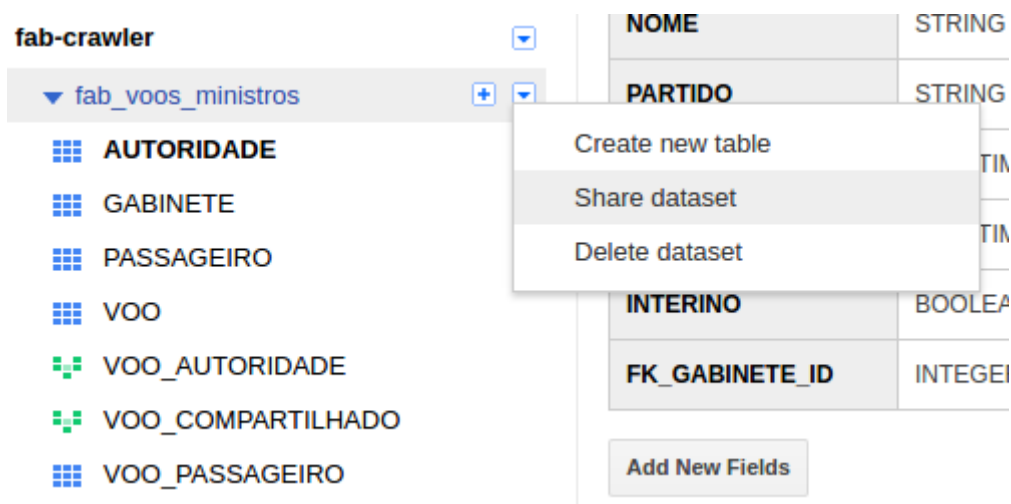 fab-crawler
fab_voos_ministros
AUTORIDADE
GABINETE
PASSAGEIRO
VOO
VOO_AUTORIDADE
VOO_COMPARTILHADO
VOO_PASSAGEIRO
Create new table
Share dataset
Delete dataset
NOME STRING
PARTIDO STRING
INTERINO
FK_GABINETE_ID
Add New Fields